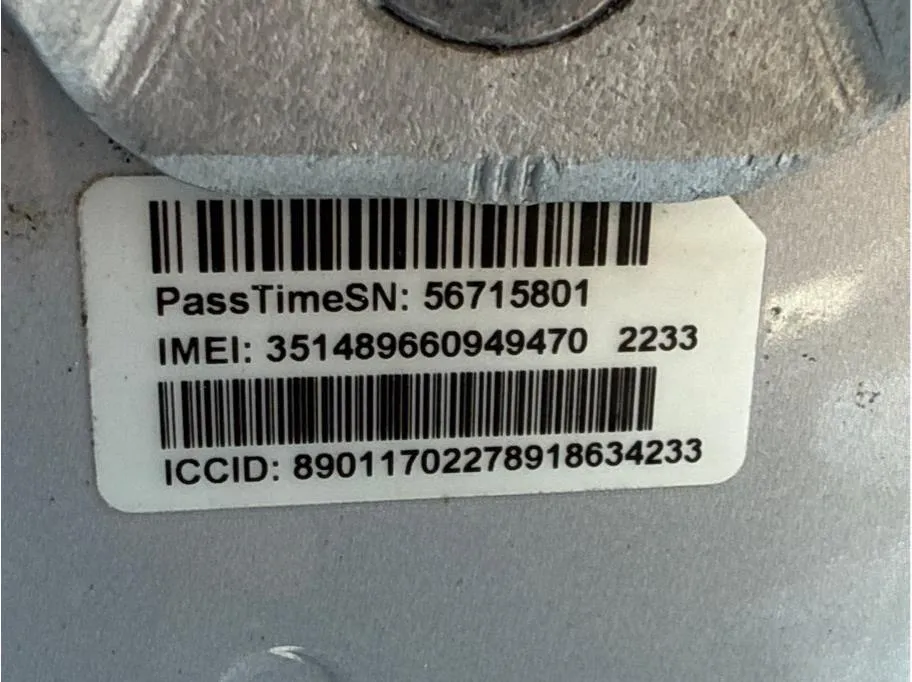 PassTimeSN: 56715801
IMEI: 351489660949470 2233
ICCID: 89011702278918634233